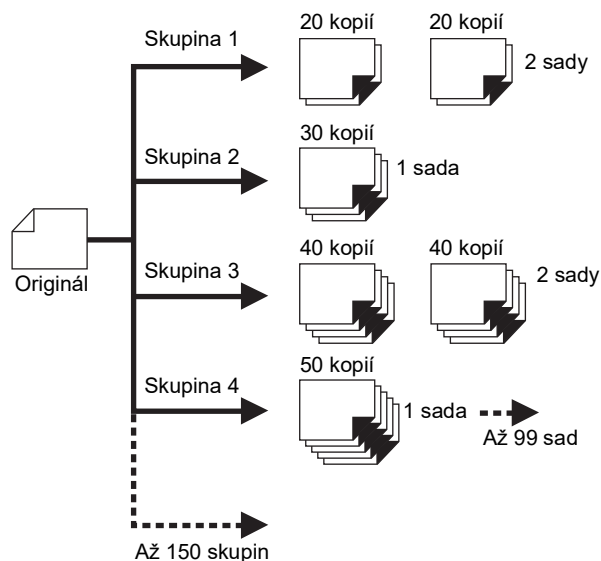 Skupina 1
20 kopií
20 kopií
2 sady
Skupina 2
30 kopií
1 sada
Originál
Skupina 3
40 kopií
40 kopií
2 sady
Skupina 4
50 kopií
1 sada
Až 99 sad
Až 150 skupin